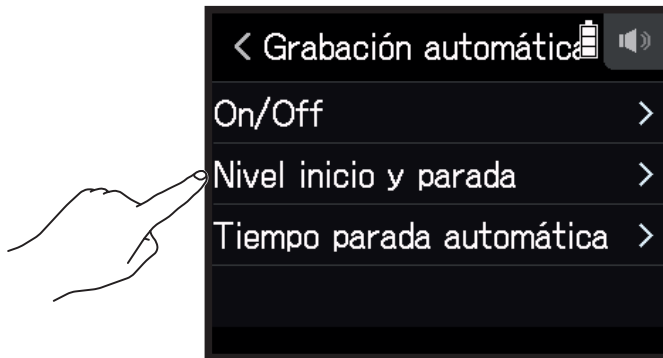 Grabación automática
On/Off
Nivel inicio y parada
Tiempo parada automática